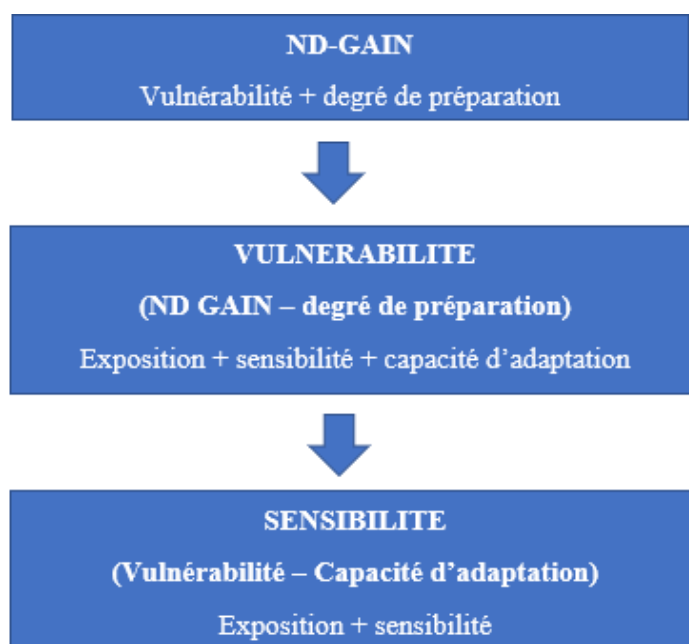 ND-GAIN
Vulnérabilité + degré de préparation
VULNERABILITE
(ND GAIN – degré de préparation)
Exposition + sensibilité + capacité d’adaptation
SENSIBILITE
(Vulnérabilité – Capacité d’adaptation)
Exposition + sensibilité